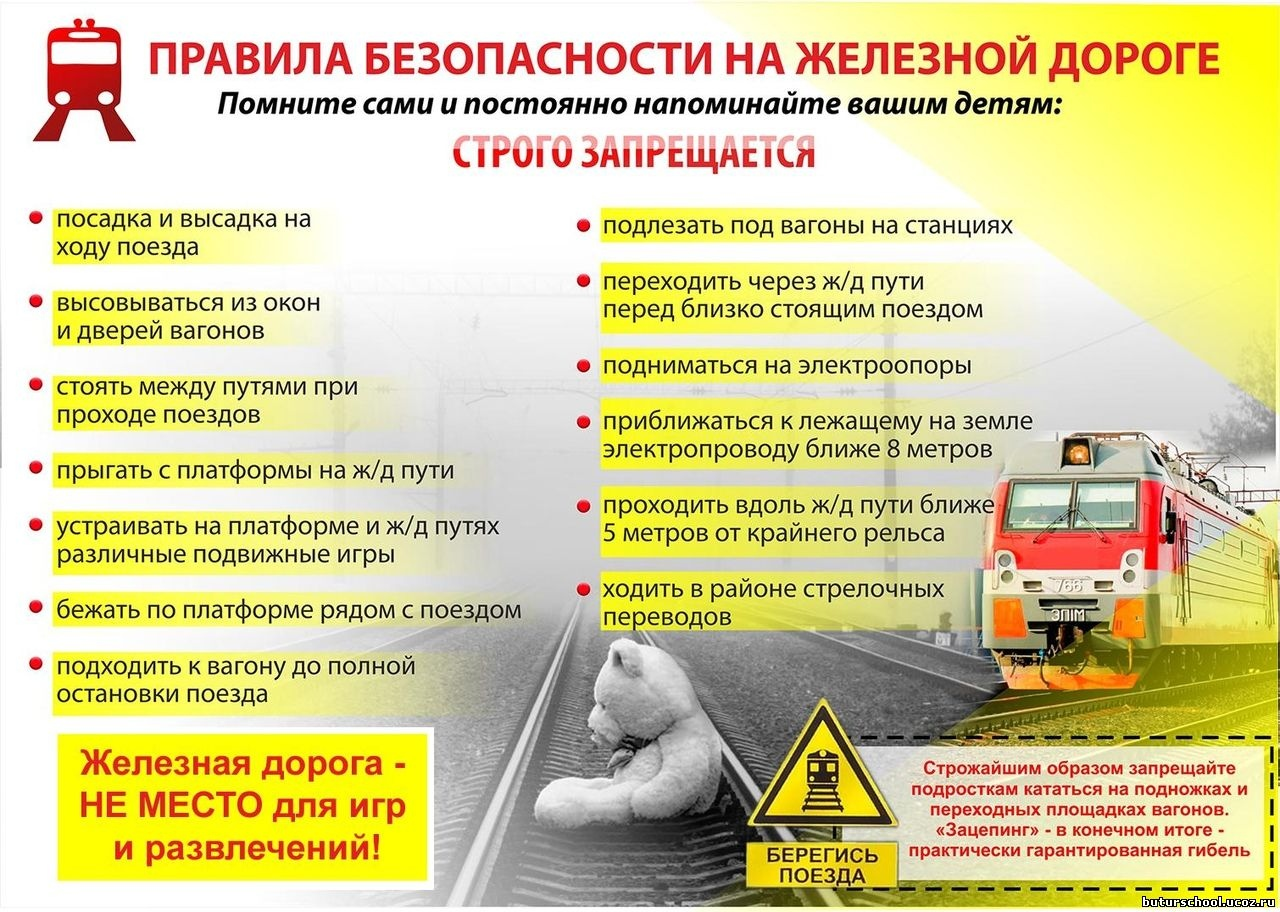 ПРАВИЛА БЕЗОПАСНОСТИ НА ЖЕЛЕЗНОЙ ДОРОГЕ
Помните сами и постоянно напоминайте вашим детям:
СТРОГО ЗАПРЕЩАЕТСЯ
посадка и высадка на
ходу поезда
высовываться из окон
и дверей вагонов
стоять между путями при
проходе поездов
прыгать с платформы на ж/д пути
устраивать на платформе и ж/д путях
различные подвижные игры
бежать по платформе рядом с поездом
подходить к вагону до полной
остановки поезда
подлезать под вагоны на станциях
переходить через ж/д пути
перед близко стоящим поездом
подниматься на электроопоры
приближаться к лежащему на земле
электропроводу ближе 8 метров
проходить вдоль ж/д пути ближе
5 метров от крайнего рельса
ходить в районе стрелочных
переводов
766
ЭП1М
Железная дорога -
НЕ МЕСТО для игр
и развлечений!
БЕРЕГИСЬ
ПОЕЗДА
Строжайшим образом запрещайте
подросткам кататься на подножках и
переходных площадках вагонов.
«Зацепинг» - в конечном итоге -
практически гарантированная гибель
buturschool.ucoz.ru